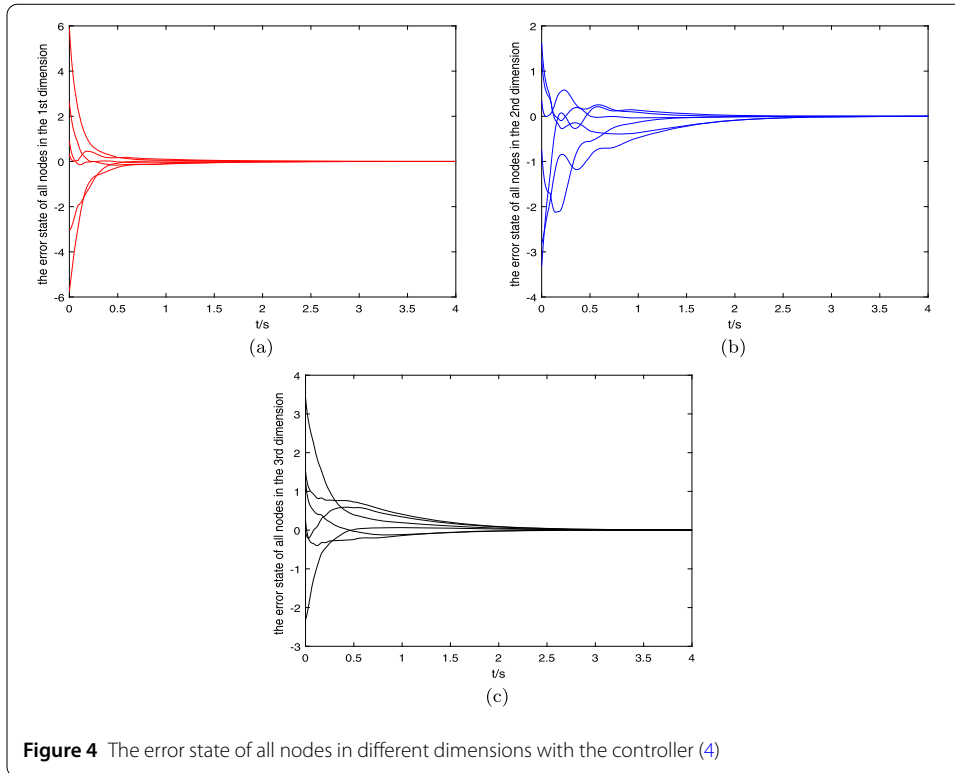 the error state of all nodes in the 1st dimension
6
4
2
0
-2
-4
-6
0 0.5 1 1.5 2 2.5 3 3.5 4
t/s
(a)
the error state of all nodes in the 2nd dimension
2
1
0
-1
-2
-3
-4
0 0.5 1 1.5 2 2.5 3 3.5 4
t/s
(b)
the error state of all nodes in the 3rd dimension
4
3
2
1
0
-1
-2
-3
0 0.5 1 1.5 2 2.5 3 3.5 4
t/s
(c)
Figure 4 The error state of all nodes in different dimensions with the controller (4)